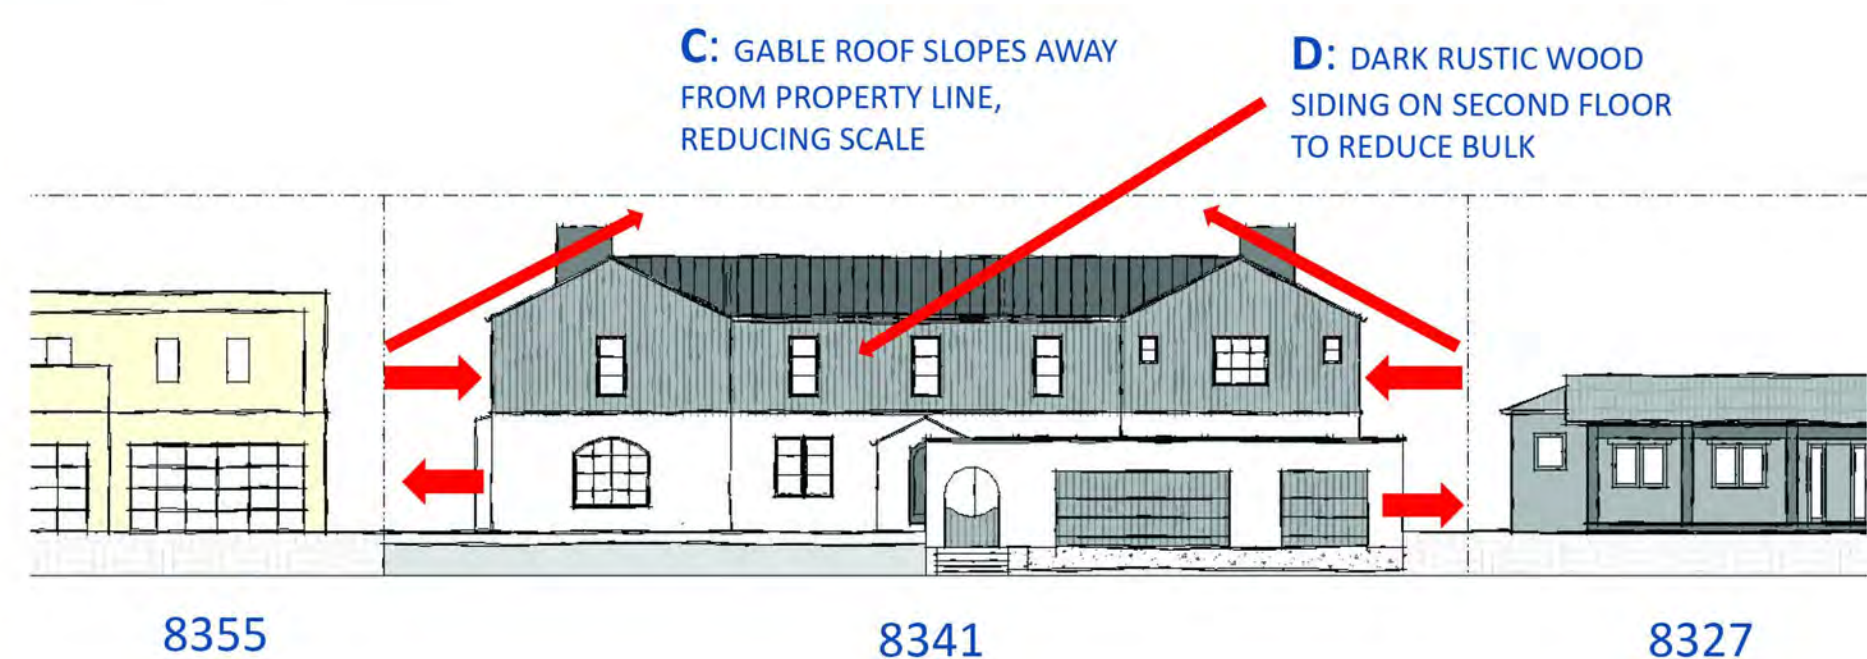 C: GABLE ROOF SLOPES AWAY
FROM PROPERTY LINE,
REDUCING SCALE
D: DARK RUSTIC WOOD
SIDING ON SECOND FLOOR
TO REDUCE BULK
8355
8341
8327